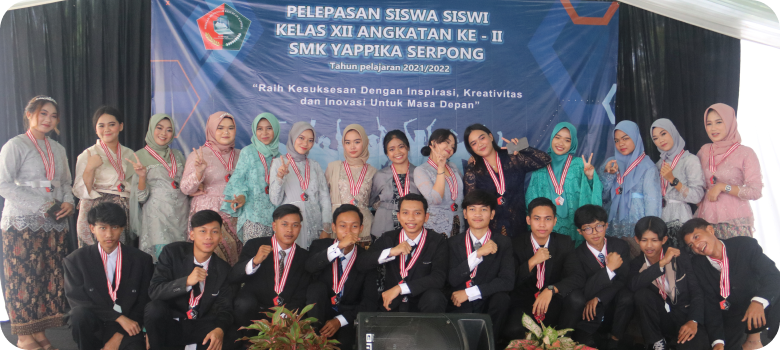 PELEPASAN SISWA SISWI
KELAS XII ANGKATAN KE - II
SMK YAPPIKA SERPONG
Tahun pelajaran 2021/2022
"Raih Kesuksesan Dengan Inspirasi, Kreativitas
dan Inovasi Untuk Masa Depan"